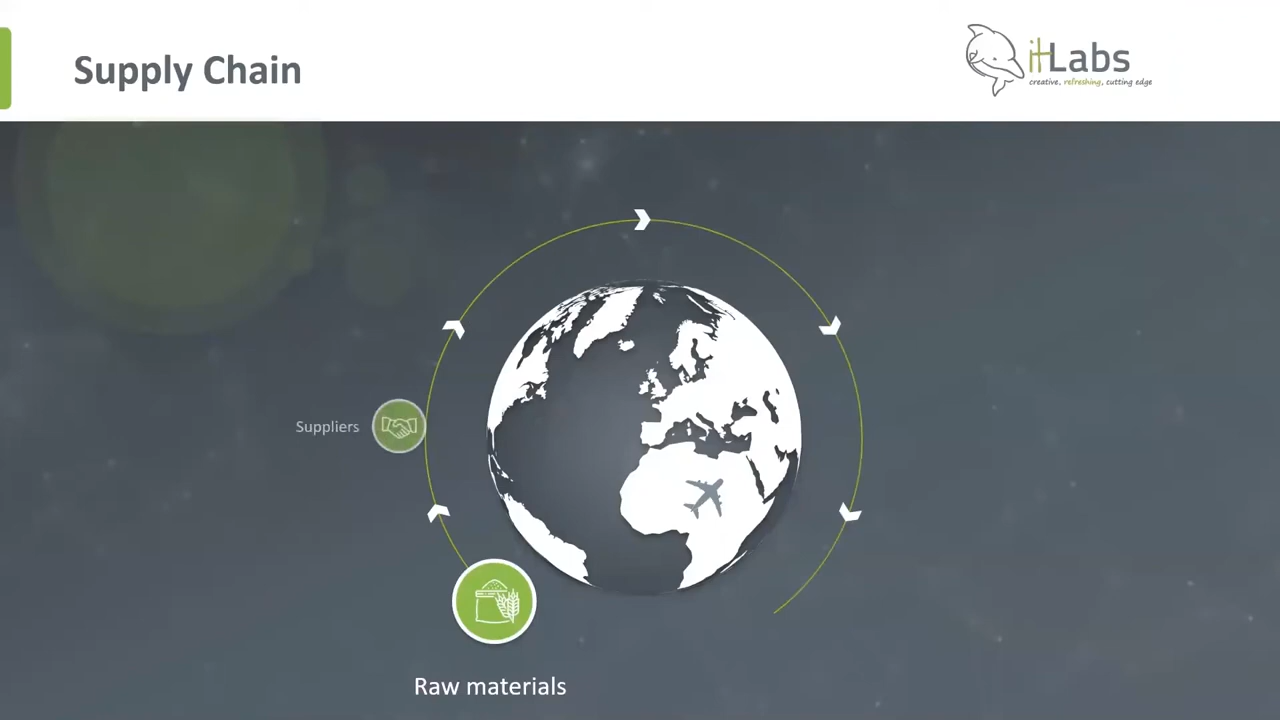 Supply Chain
itLabs
creative, refreshing, cutting edge
Suppliers
Raw materials